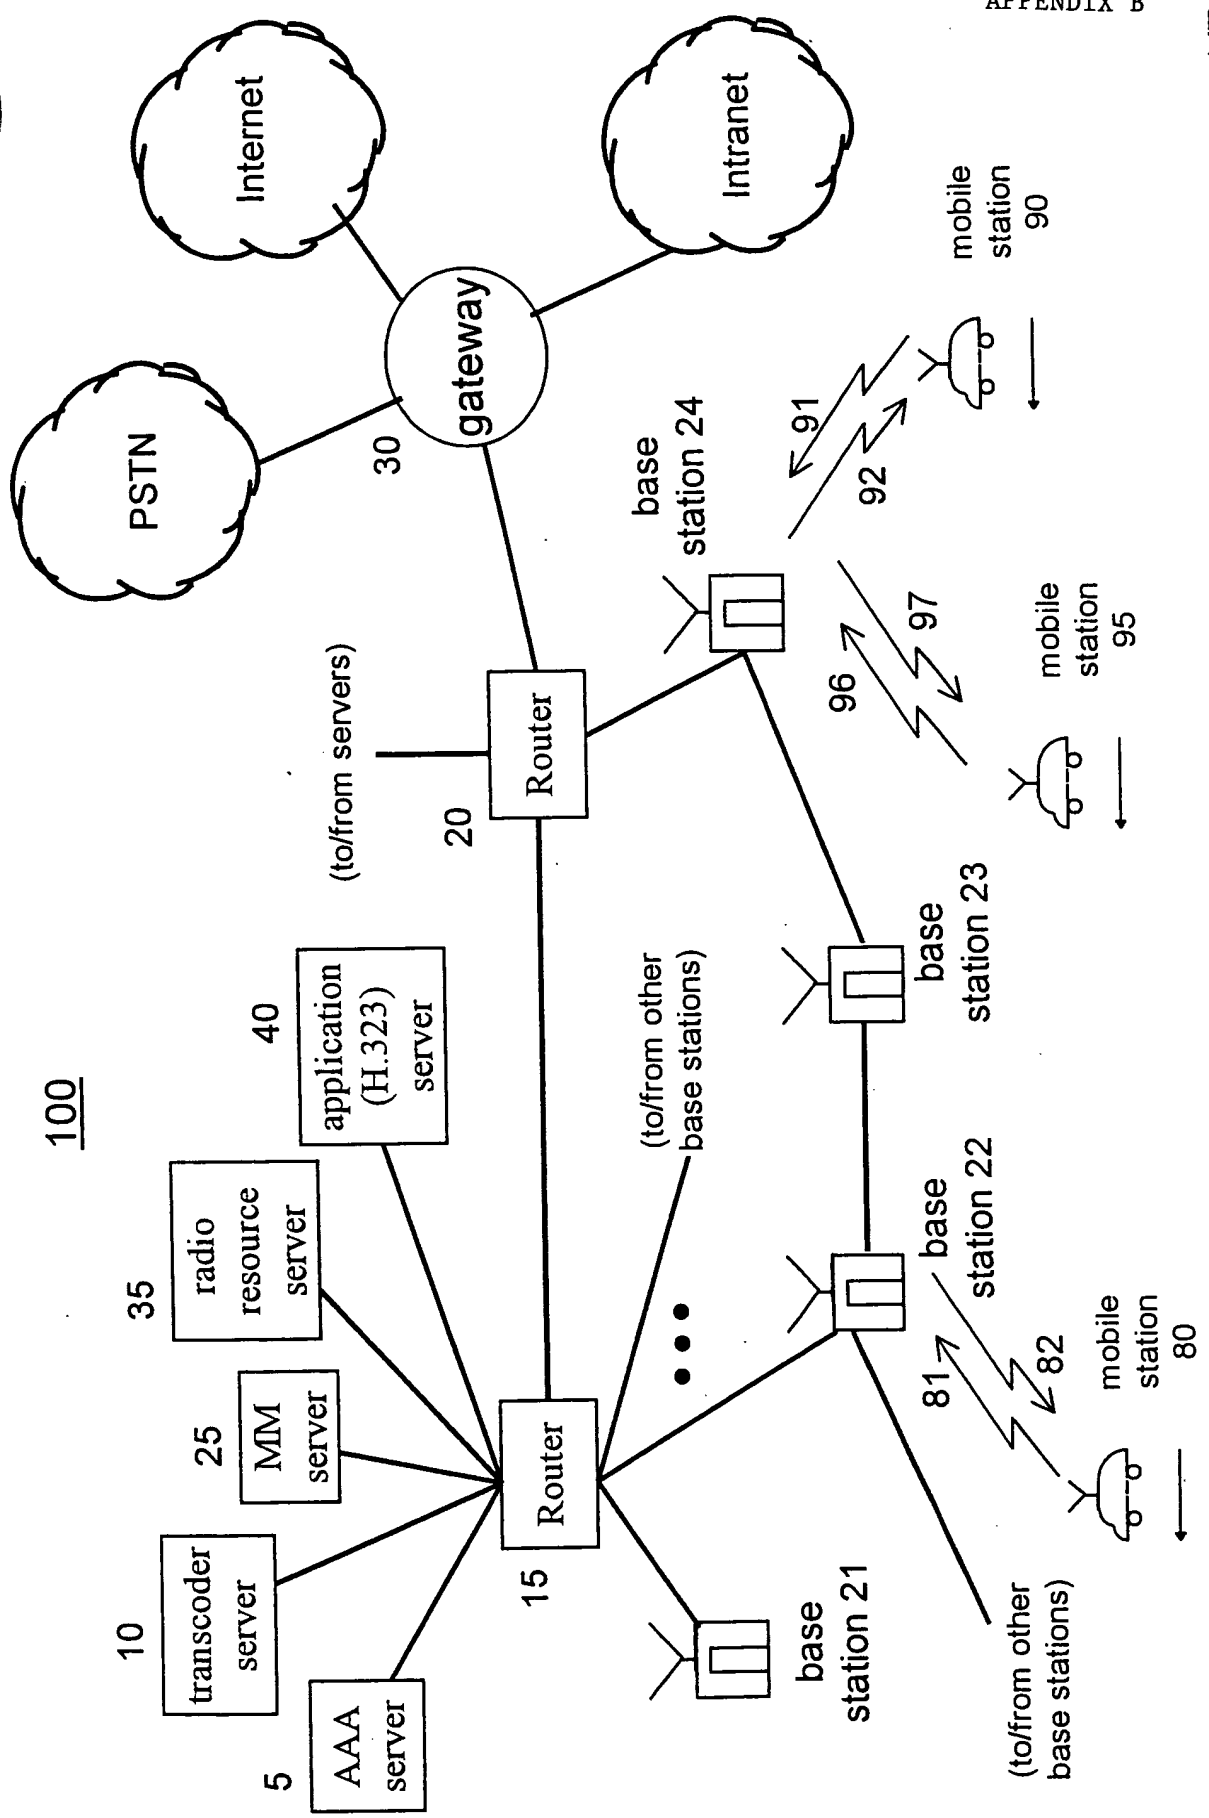 APPENDIX B
100
PSTN
Internet
Intranet
gateway
30
(to/from servers)
Router
20
40
application
(H.323)
server
35
radio
resource
server
25
MM
server
10
transcoder
server
5
AAA
server
Router
15
(to/from other
base stations)
base
station 24
base
station 23
base
station 22
base
station 21
(to/from other
base stations)
91
92
mobile
station
90
96
97
mobile
station
95
81
82
mobile
station
80